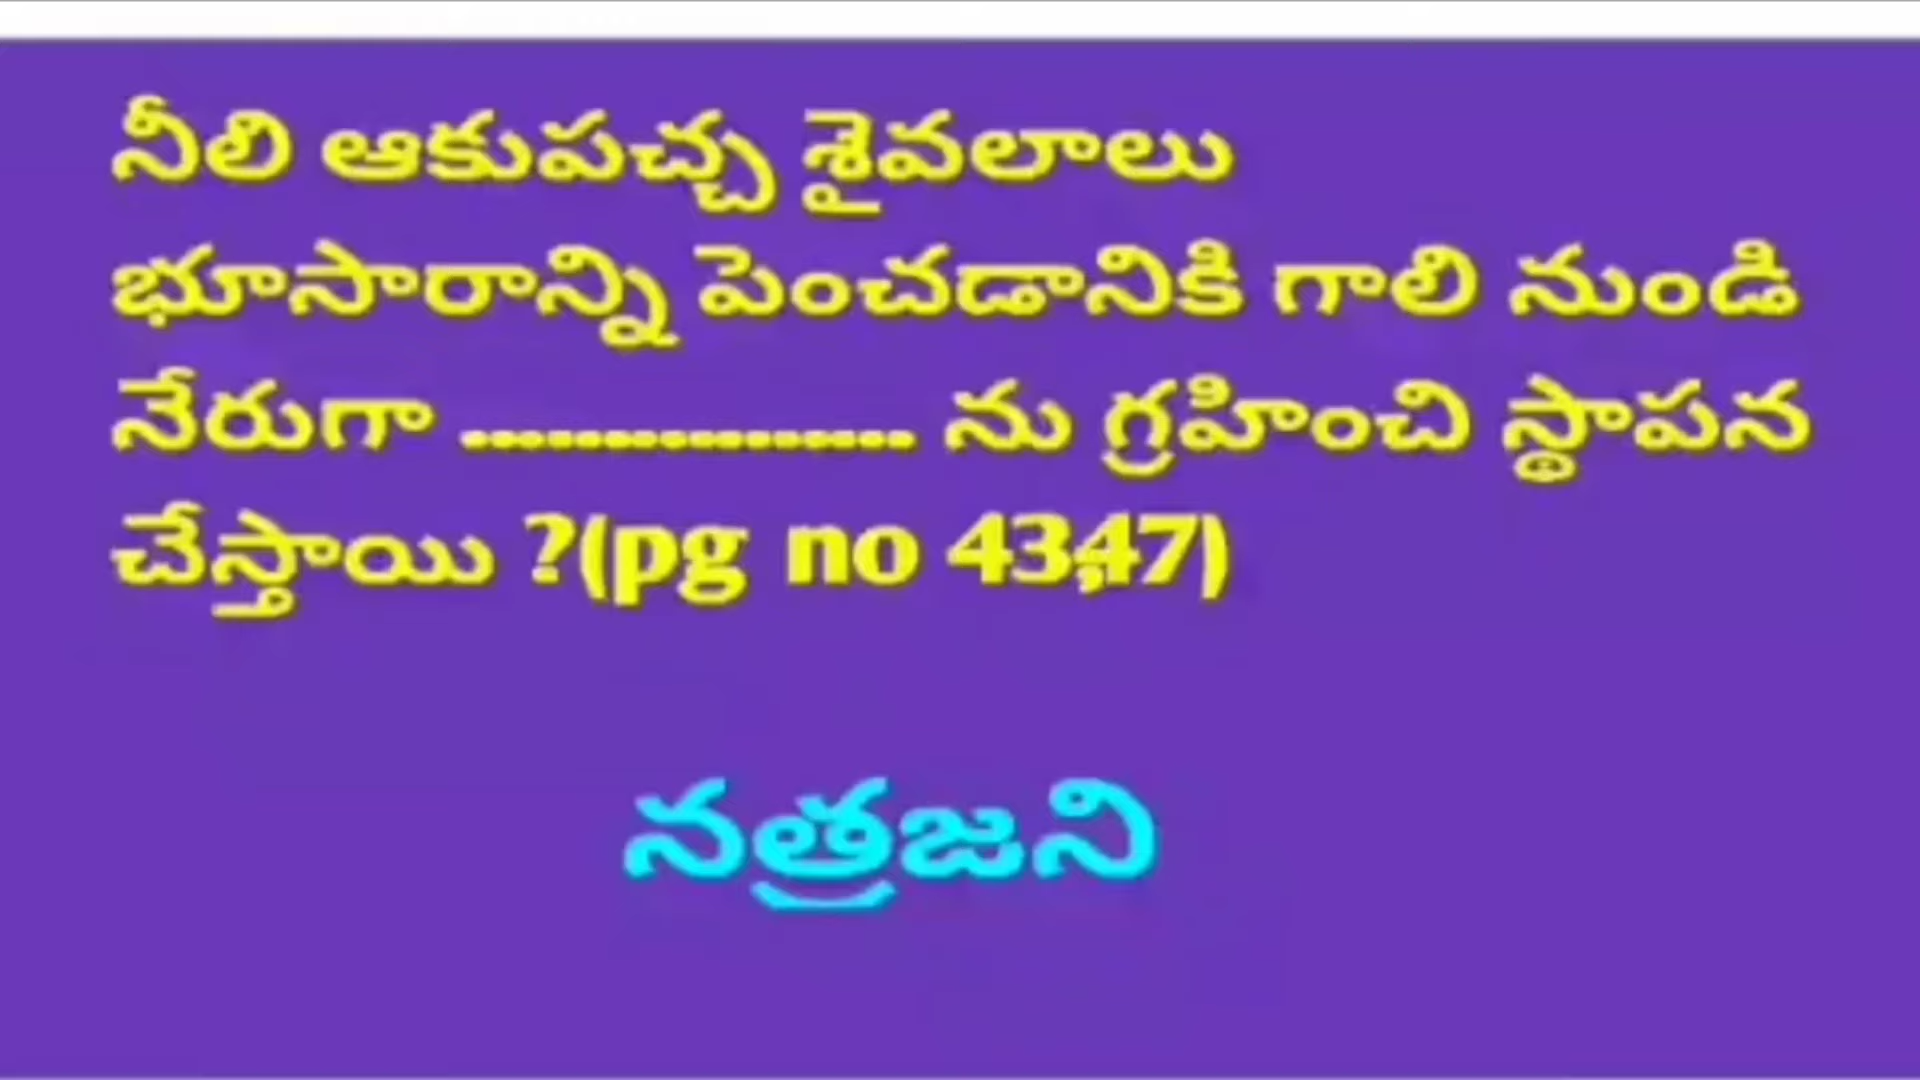 నీలి ఆకుపచ్చ శైవలాలు
భూసారాన్ని పెంచడానికి గాలి నుండి
నేరుగా ................ ను గ్రహించి స్థాపన
చేస్తాయి ?(pg no 43,47)
నత్రజని